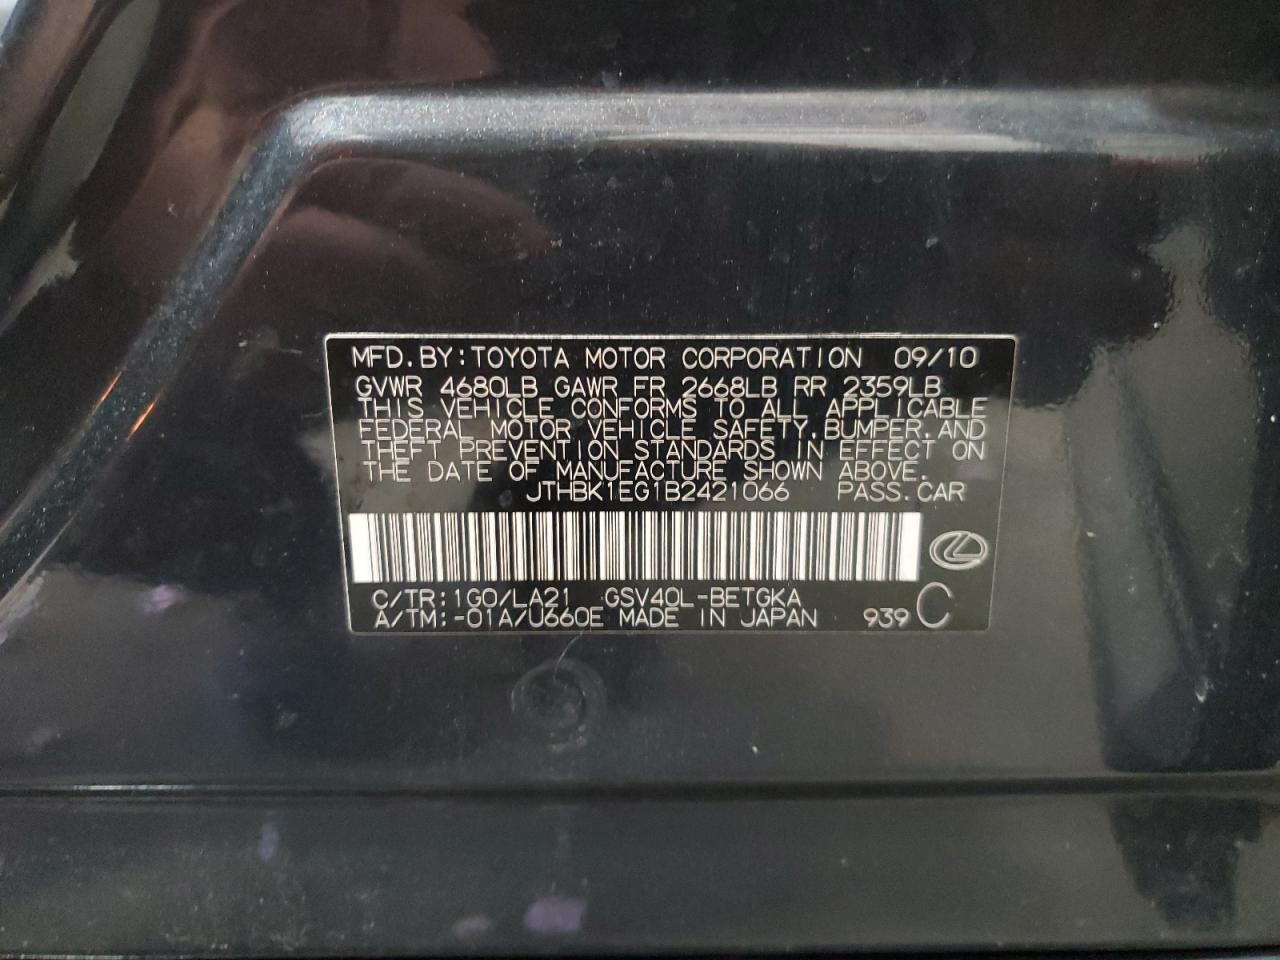 MFD.BY:TOYOTA MOTOR CORPORATION 09/10
GVWR 4680LB GAWR FR 2668LB RR 2359LB
THIS VEHICLE CONFORMS TO ALL APPLICABLE
FEDERAL MOTOR VEHICLE SAFETY, BUMPER, AND
THEFT PREVENTION STANDARDS IN EFFECT ON
THE DATE OF MANUFACTURE SHOWN ABOVE.
JTHBK1EG1B2421066 PASS.CAR
C/TR:1G0/LA21 GSV40L-BETGKA
A/TM:-01A/U660E MADE IN JAPAN 939 C